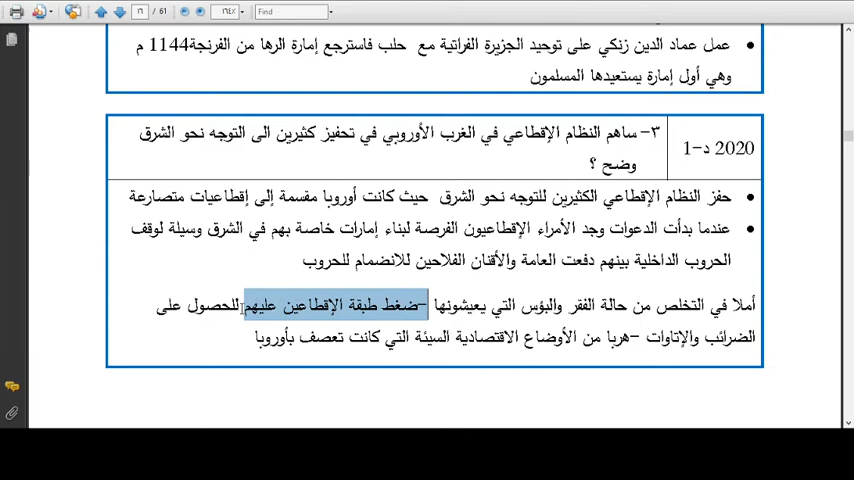 ١٦ / 61 ١٦٤٪ Find
عمل عماد الدين زنكي على توحيد الجزيرة الفراتية مع حلب فاسترجع إمارة الرها من الفرنجة1144 م
وهي أول إمارة يستعيدها المسلمون
2020 د-1
٣- ساهم النظام الإقطاعي في الغرب الأوروبي في تحفيز كثيرين الى التوجه نحو الشرق
وضح ؟
حفز النظام الإقطاعي الكثيرين للتوجه نحو الشرق حيث كانت أوروبا مقسمة إلى إقطاعيات متصارعة
عندما بدأت الدعوات وجد الأمراء الإقطاعيون الفرصة لبناء إمارات خاصة بهم في الشرق وسيلة لوقف
الحروب الداخلية بينهم دفعت العامة والأقنان الفلاحين للانضمام للحروب
أملا في التخلص من حالة الفقر والبؤس التي يعيشونها -ضغط طبقة الإقطاعين عليهم للحصول على
الضرائب والإتاوات -هربا من الأوضاع الاقتصادية السيئة التي كانت تعصف بأوروبا